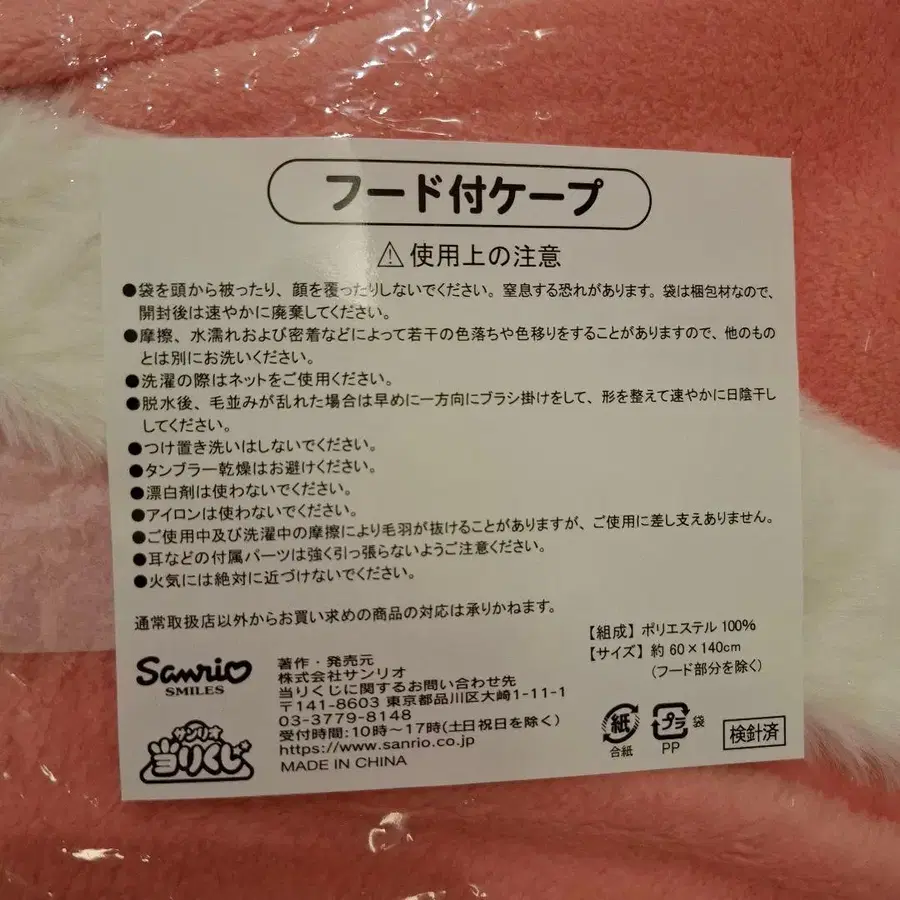 フード付ケープ
⚠使用上の注意
●袋を頭から被ったり、顔を覆ったりしないでください。窒息する恐れがあります。袋は梱包材なので、
開封後は速やかに廃棄してください。
●摩擦、水濡れおよび密着などによって若干の色落ちや色移りをすることがありますので、他のもの
とは別にお洗いください。
●洗濯の際はネットをご使用ください。
●脱水後、毛並みが乱れた場合は早めに一方向にブラシ掛けをして、形を整えて速やかに日陰干し
してください。
●つけ置き洗いはしないでください。
●タンブラー乾燥はお避けください。
●漂白剤は使わないでください。
●アイロンは使わないでください。
●ご使用中及び洗濯中の摩擦により毛羽が抜けることがありますが、ご使用に差し支えありません。
●耳などの付属パーツは強く引っ張らないようご注意ください。
●火気には絶対に近づけないでください。
通常取扱店以外からお買い求めの商品の対応は承りかねます。
【組成】ポリエステル 100%
【サイズ】約 60×140cm
(フード部分を除く)
Sanrio
SMILES
サンリオ
当りくじ
著作・発売元
株式会社サンリオ
当りくじに関するお問い合わせ先
〒141-8603 東京都品川区大崎1-11-1
03-3779-8148
受付時間:10時~17時(土日祝日を除く)
https://www.sanrio.co.jp
MADE IN CHINA
紙
合紙
プラ 袋
PP
検針済